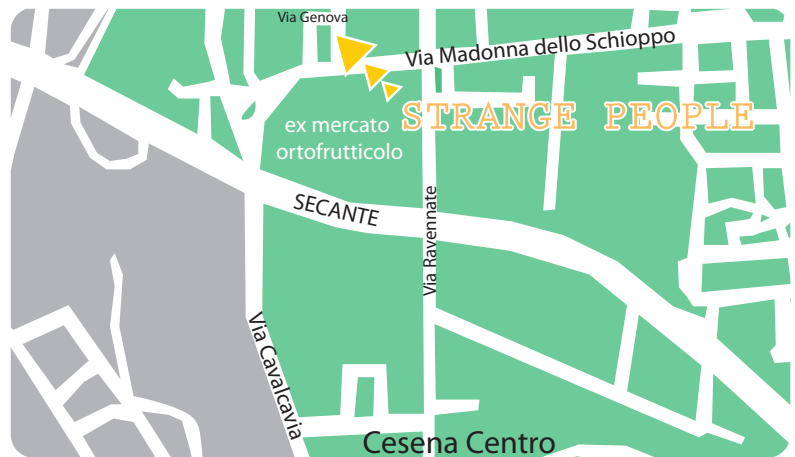 Via Genova
Via Madonna dello Schioppo
STRANGE PEOPLE
ex mercato
ortofrutticolo
SECANTE
Via Ravennate
Via Cavalcavia
Cesena Centro